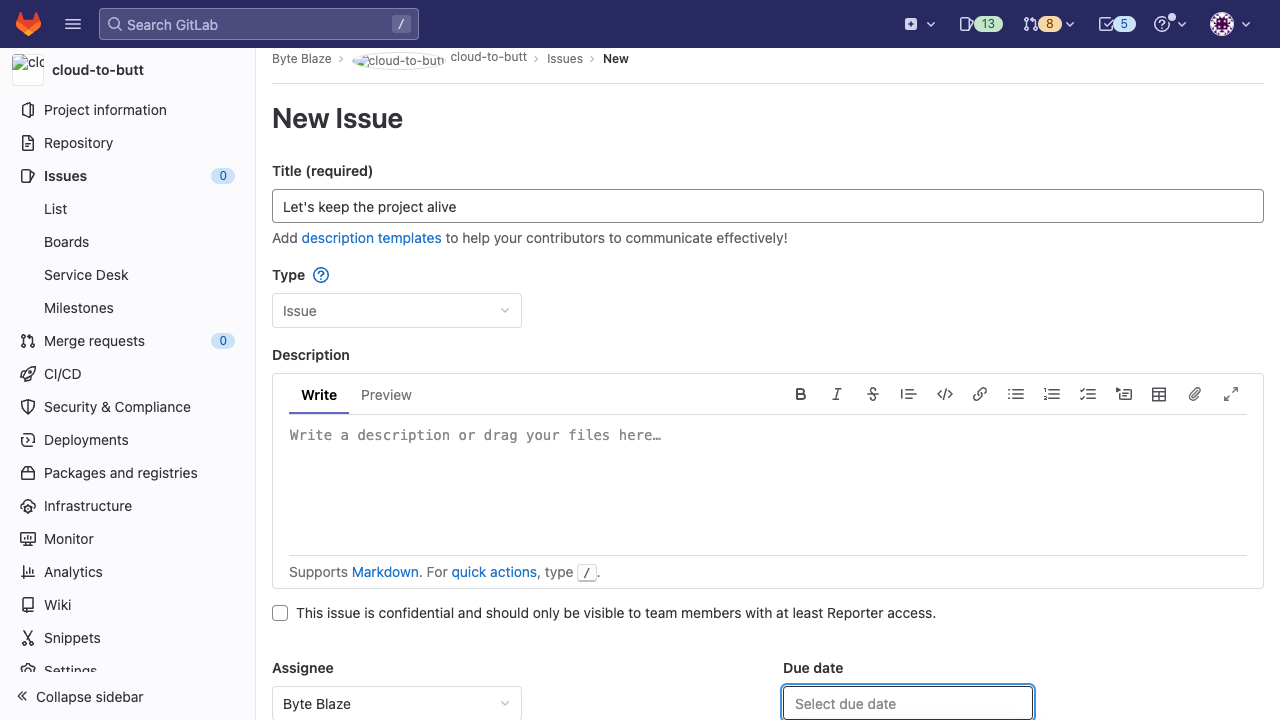 Search GitLab
/
13
8
5
clo
cloud-to-butt
Project information
Repository
Issues
0
List
Boards
Service Desk
Milestones
Merge requests
0
CI/CD
Security & Compliance
Deployments
Packages and registries
Infrastructure
Monitor
Analytics
Wiki
Snippets
Settings
Collapse sidebar
Byte Blaze
cloud-to-butt
cloud-to-butt
Issues
New
New Issue
Title (required)
Let's keep the project alive
Add description templates to help your contributors to communicate effectively!
Type
Issue
Description
Write
Preview
Write a description or drag your files here…
Supports Markdown. For quick actions, type /.
This issue is confidential and should only be visible to team members with at least Reporter access.
Assignee
Byte Blaze
Due date
Select due date